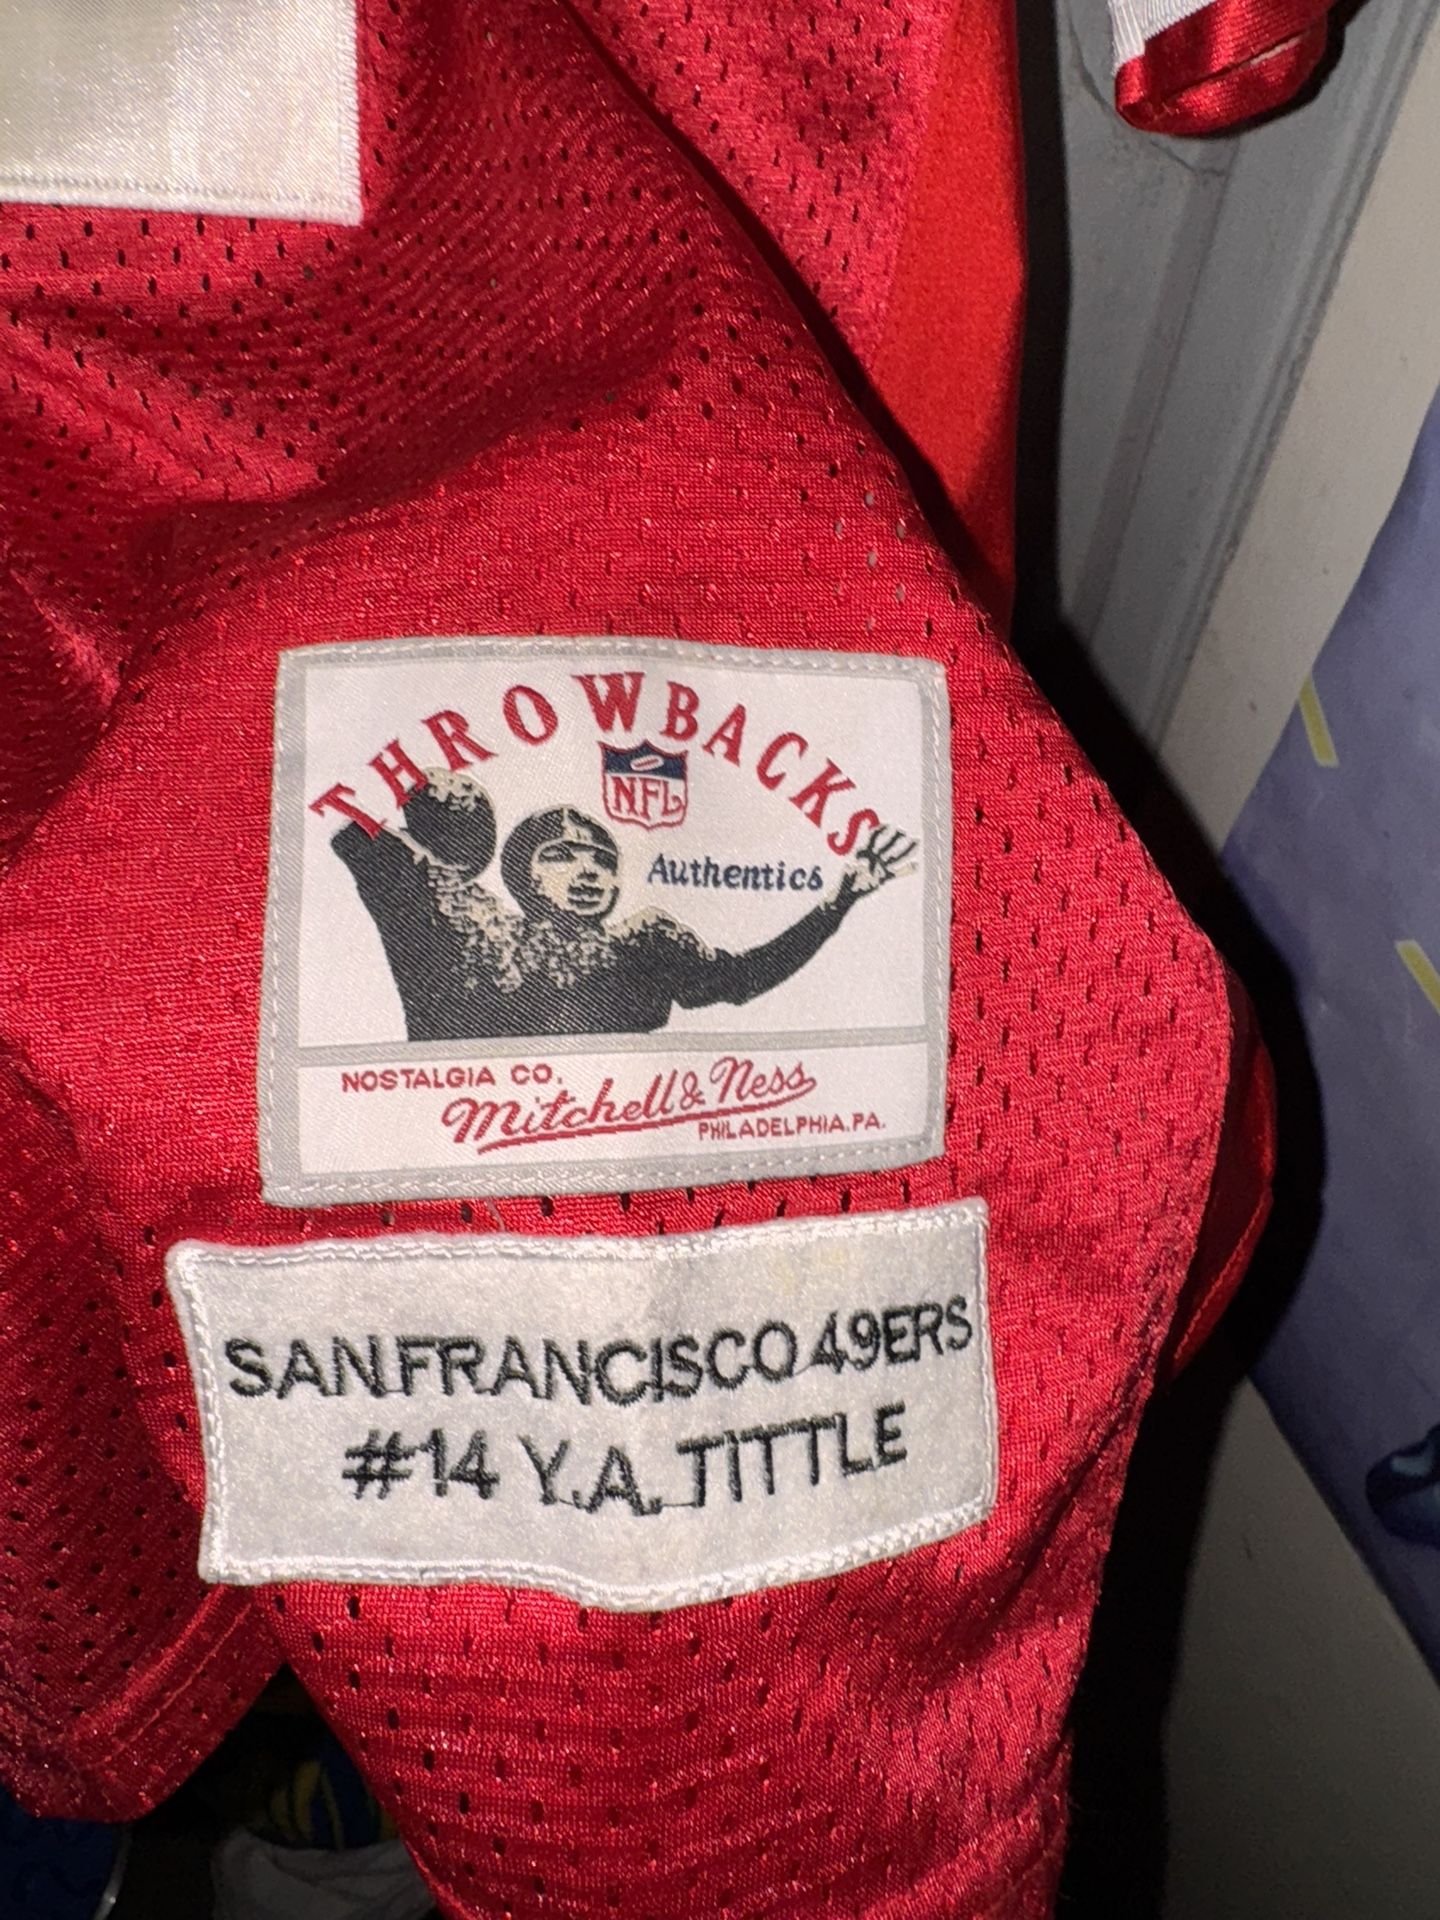 THROWBACKS
NFL
Authentics
NOSTALGIA CO.
Mitchell & Ness
PHILADELPHIA.PA.
SAN.FRANCISCO 49ERS
#14 Y.A. TITTLE